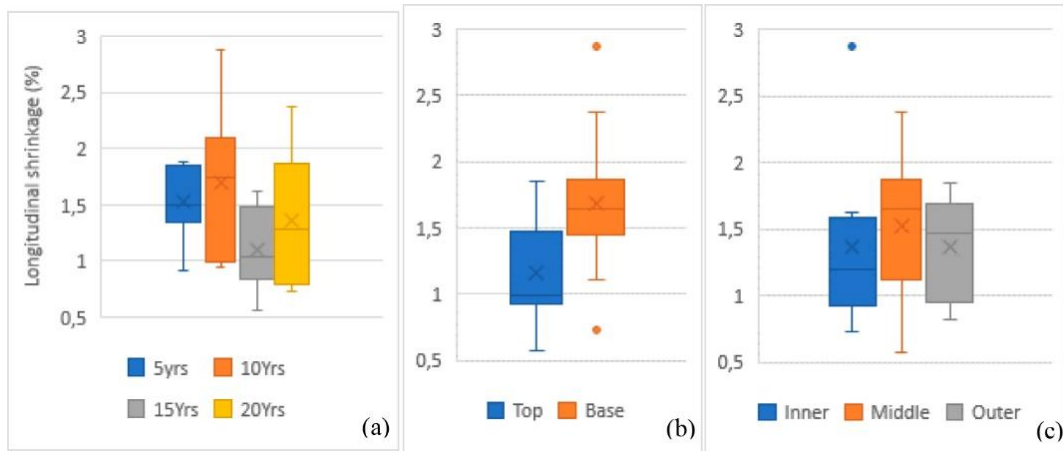 Longitudinal shrinkage (%)
3
2,5
2
1,5
1
0,5
5yrs 10Yrs
15Yrs 20Yrs
(a)
3
2,5
2
1,5
1
0,5
Top Base
(b)
3
2,5
2
1,5
1
0,5
Inner Middle Outer
(c)